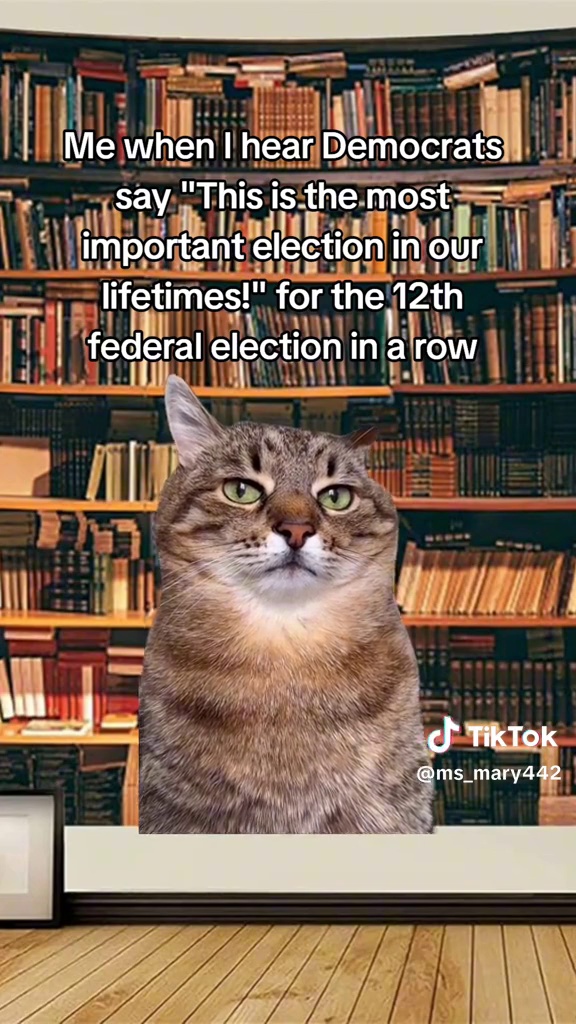 Me when I hear Democrats
say "This is the most
important election in our
lifetimes!" for the 12th
federal election in a row
TikTok
@ms_mary442